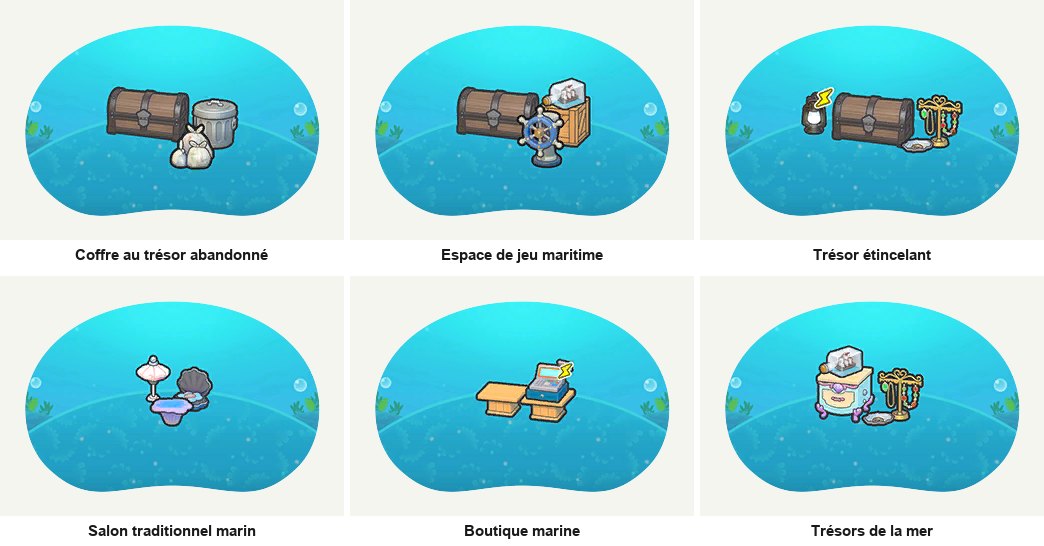 Coffre au trésor abandonné
Espace de jeu maritime
Trésor étincelant
Salon traditionnel marin
Boutique marine
Trésors de la mer